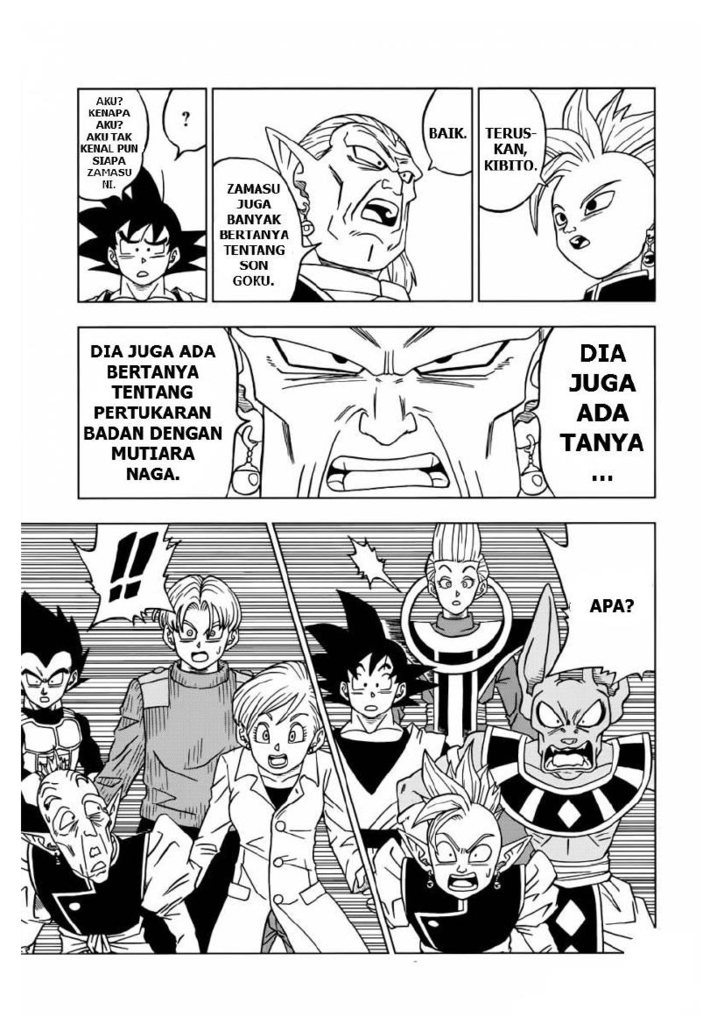 TERUS-
KAN,
KIBITO.
BAIK.
ZAMASU
JUGA
BANYAK
BERTANYA
TENTANG
SON
GOKU.
?
AKU?
KENAPA
AKU?
AKU TAK
KENAL PUN
SIAPA
ZAMASU
NI.
DIA
JUGA
ADA
TANYA
...
DIA JUGA ADA
BERTANYA
TENTANG
PERTUKARAN
BADAN DENGAN
MUTIARA
NAGA.
APA?
!!